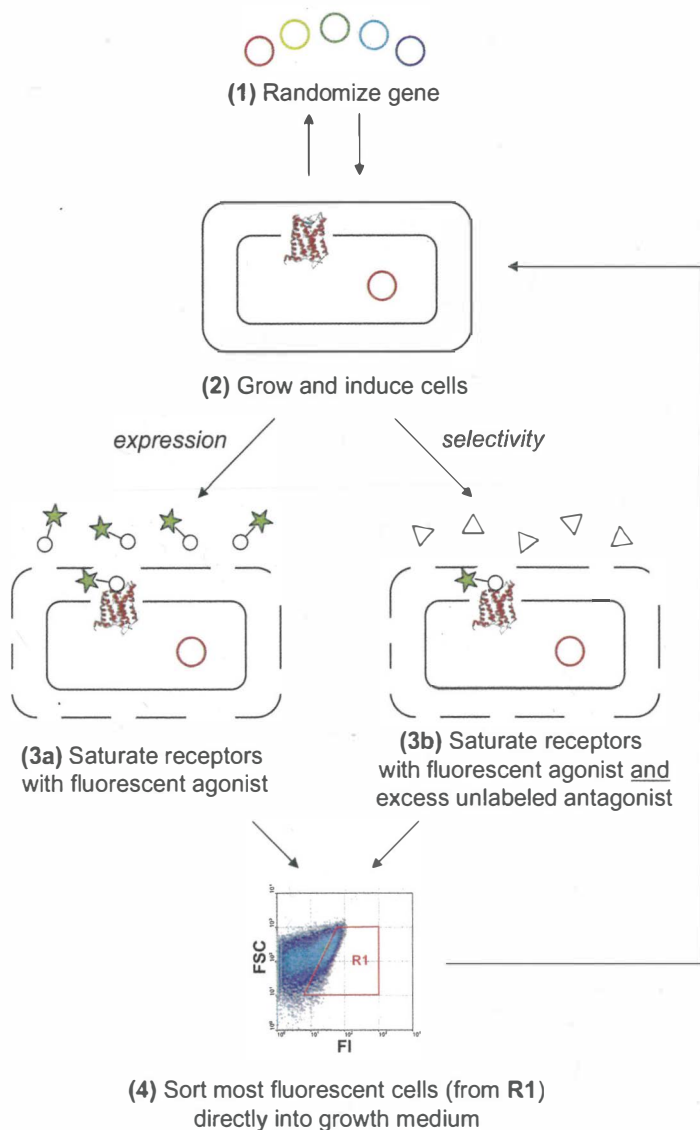 (1) Randomize gene
(2) Grow and induce cells
expression
selectivity
(3a) Saturate receptors
with fluorescent agonist
(3b) Saturate receptors
with fluorescent agonist and
excess unlabeled antagonist
FSC
R1
FI
(4) Sort most fluorescent cells (from R1)
directly into growth medium